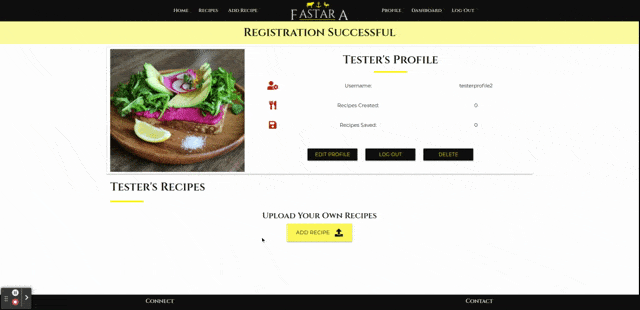 Home Recipes Add Recipe
FASTAR A
Profile Dashboard Log Out
Registration Successful
Tester's Profile
Username: testerprofile2
Recipes Created: 0
Recipes Saved: 0
EDIT PROFILE LOG OUT DELETE
Tester's Recipes
Upload Your Own Recipes
ADD RECIPE
Connect Contact